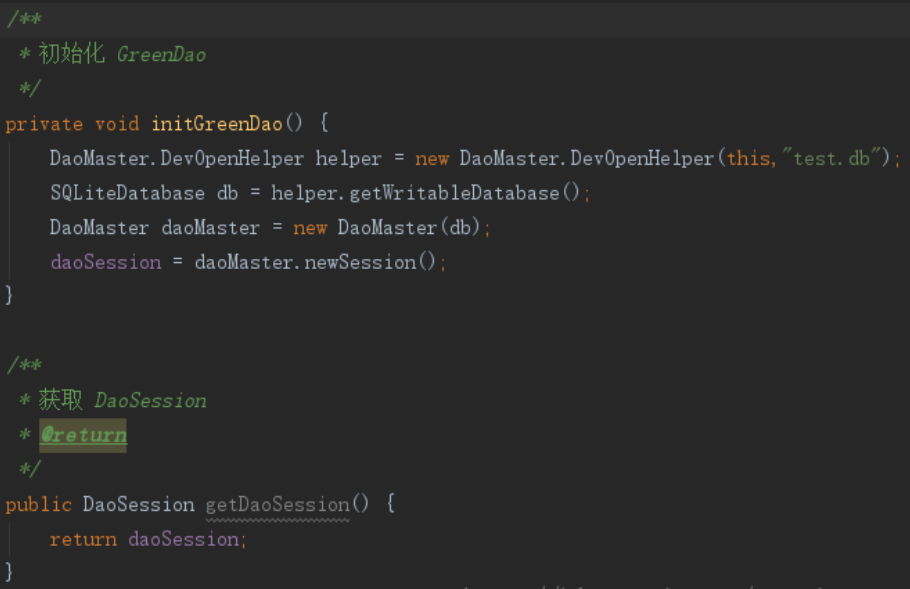 /**
 * 初始化 GreenDao
 */
private void initGreenDao() {
    DaoMaster.DevOpenHelper helper = new DaoMaster.DevOpenHelper(this,"test.db");
    SQLiteDatabase db = helper.getWritableDatabase();
    DaoMaster daoMaster = new DaoMaster(db);
    daoSession = daoMaster.newSession();
}
/**
 * 获取 DaoSession
 * @return
 */
public DaoSession getDaoSession() {
    return daoSession;
}